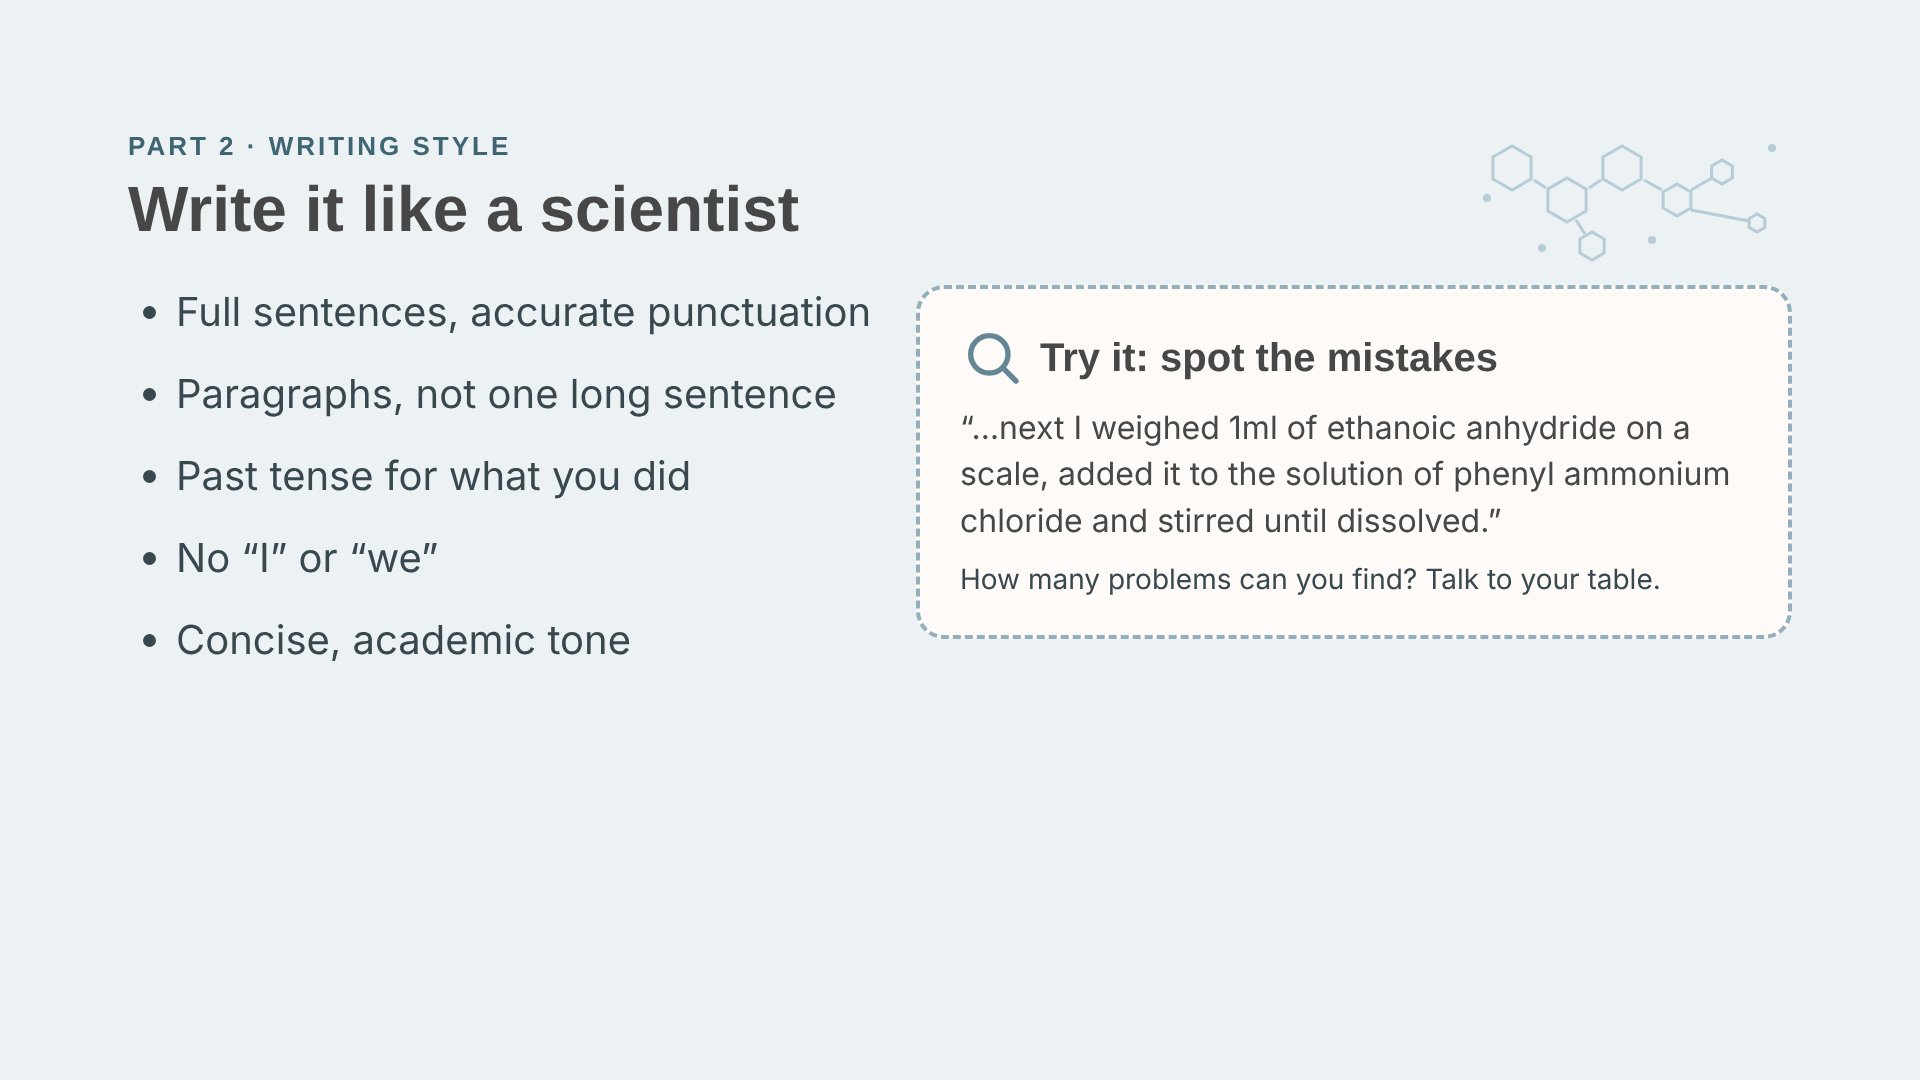 PART 2 · WRITING STYLE
Write it like a scientist
• Full sentences, accurate punctuation
• Paragraphs, not one long sentence
• Past tense for what you did
• No “I” or “we”
• Concise, academic tone
Try it: spot the mistakes
“…next I weighed 1ml of ethanoic anhydride on a
scale, added it to the solution of phenyl ammonium
chloride and stirred until dissolved.”
How many problems can you find? Talk to your table.